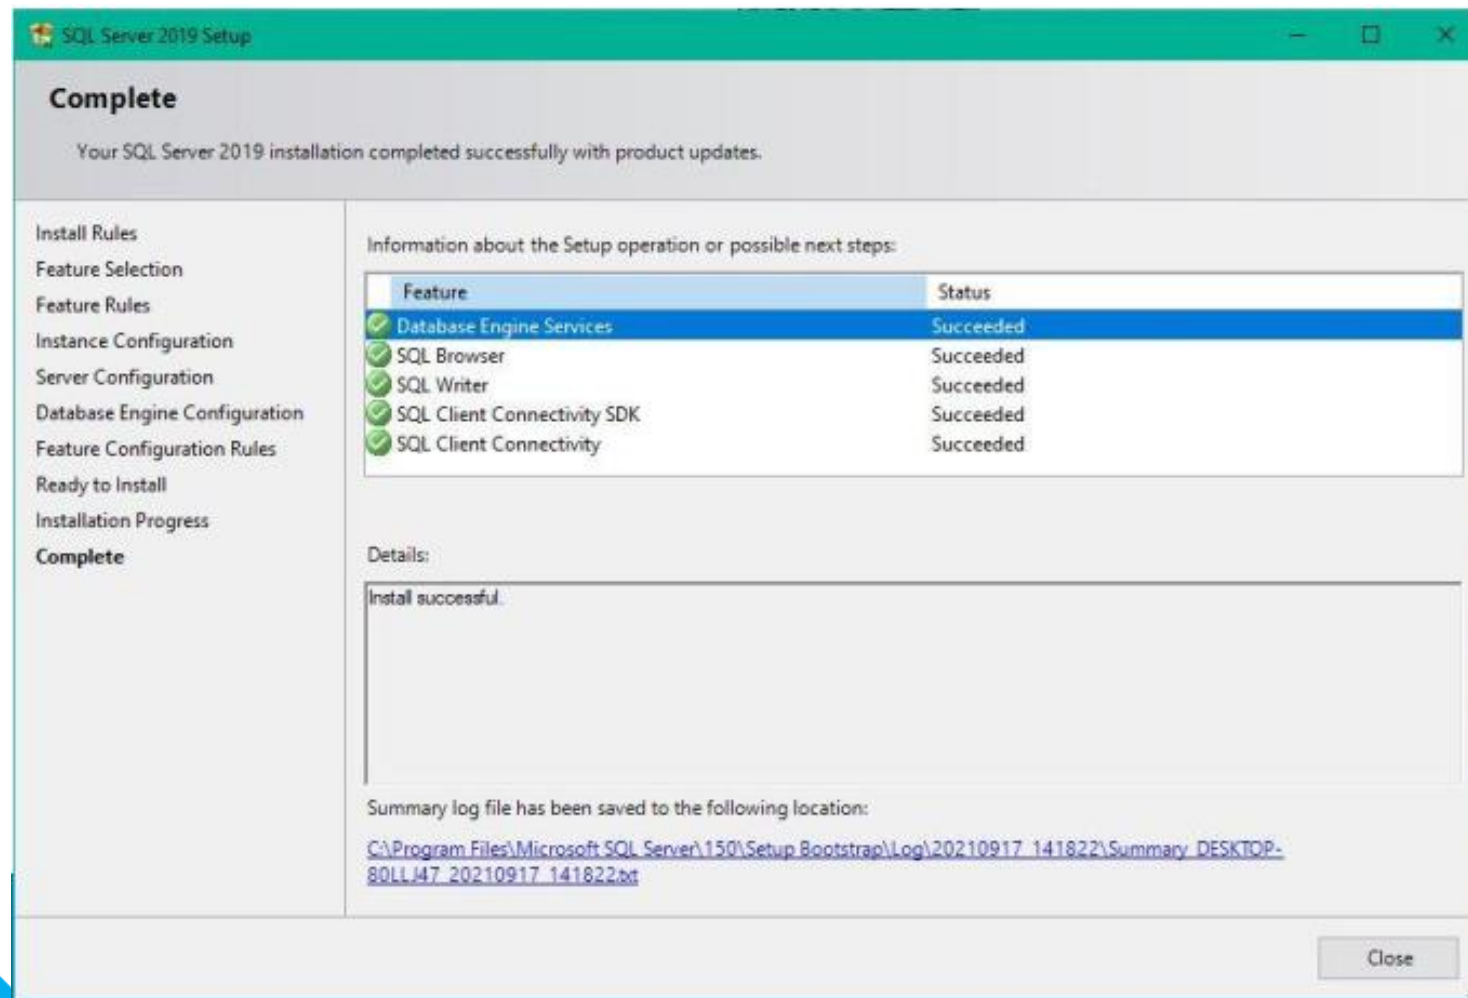 SQL Server 2019 Setup
Complete
Your SQL Server 2019 installation completed successfully with product updates.
Install Rules
Feature Selection
Feature Rules
Instance Configuration
Server Configuration
Database Engine Configuration
Feature Configuration Rules
Ready to Install
Installation Progress
Complete
Information about the Setup operation or possible next steps:
Feature Status
Database Engine Services Succeeded
SQL Browser Succeeded
SQL Writer Succeeded
SQL Client Connectivity SDK Succeeded
SQL Client Connectivity Succeeded
Details:
Install successful.
Summary log file has been saved to the following location:
C:\Program Files\Microsoft SQL Server\150\Setup Bootstrap\Log\20210917_141822\Summary_DESKTOP-
80LLJ47_20210917_141822.txt
Close